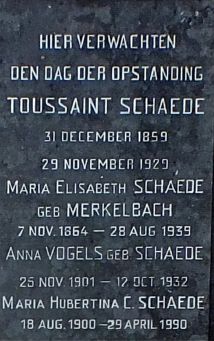 HIER VERWACHTEN
DEN DAG DER OPSTANDING
TOUSSAINT SCHAEDE
31 DECEMBER 1859
29 NOVEMBER 1929
MARIA ELISABETH SCHAEDE
GEB MERKELBACH
7 NOV. 1864 — 28 AUG 1939
ANNA VOGELS GEB SCHAEDE
25 NOV. 1901 — 12 OCT. 1932
MARIA HUBERTINA C. SCHAEDE
18 AUG. 1900 — 29 APRIL 1990